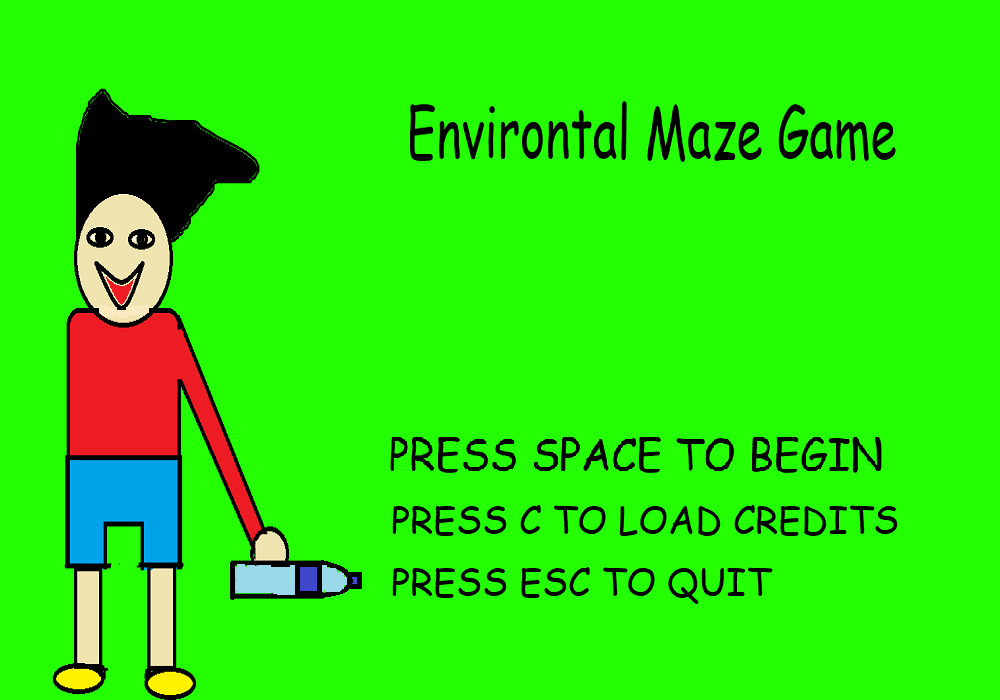 Environtal Maze Game
PRESS SPACE TO BEGIN
PRESS C TO LOAD CREDITS
PRESS ESC TO QUIT